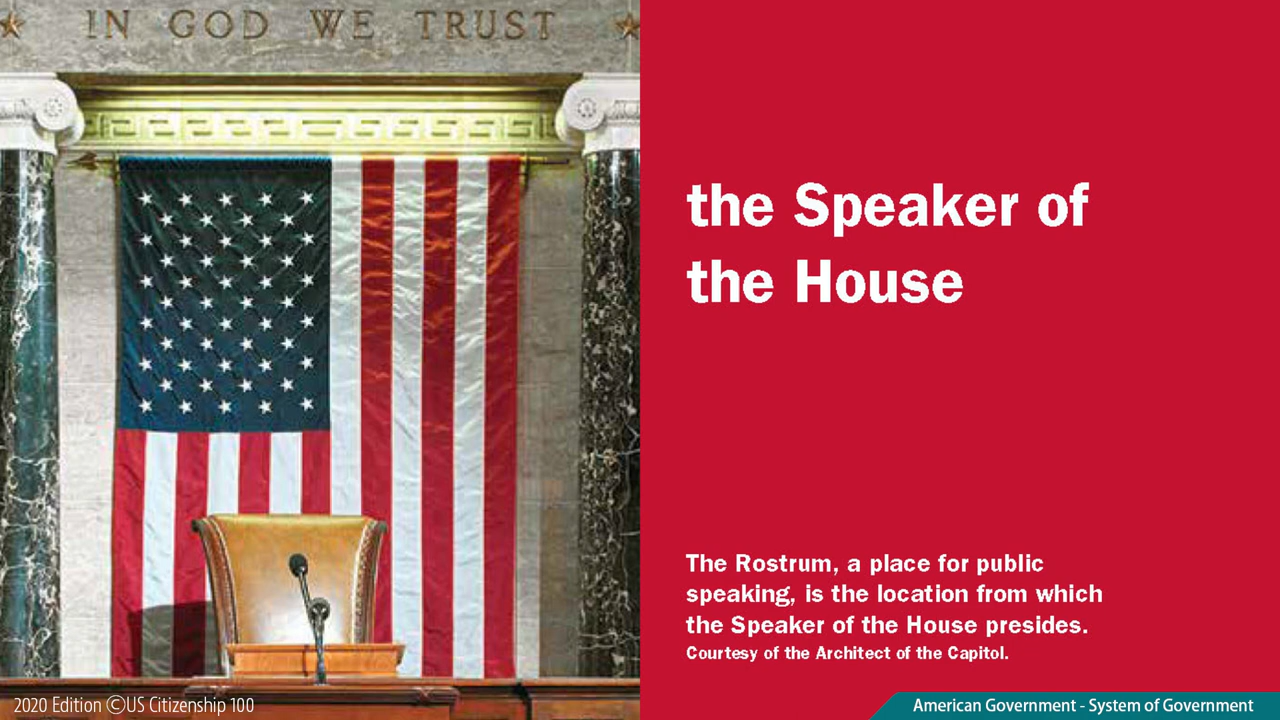 IN GOD WE TRUST
the Speaker of
the House
The Rostrum, a place for public
speaking, is the location from which
the Speaker of the House presides.
Courtesy of the Architect of the Capitol.
2020 Edition ©US Citizenship 100
American Government - System of Government